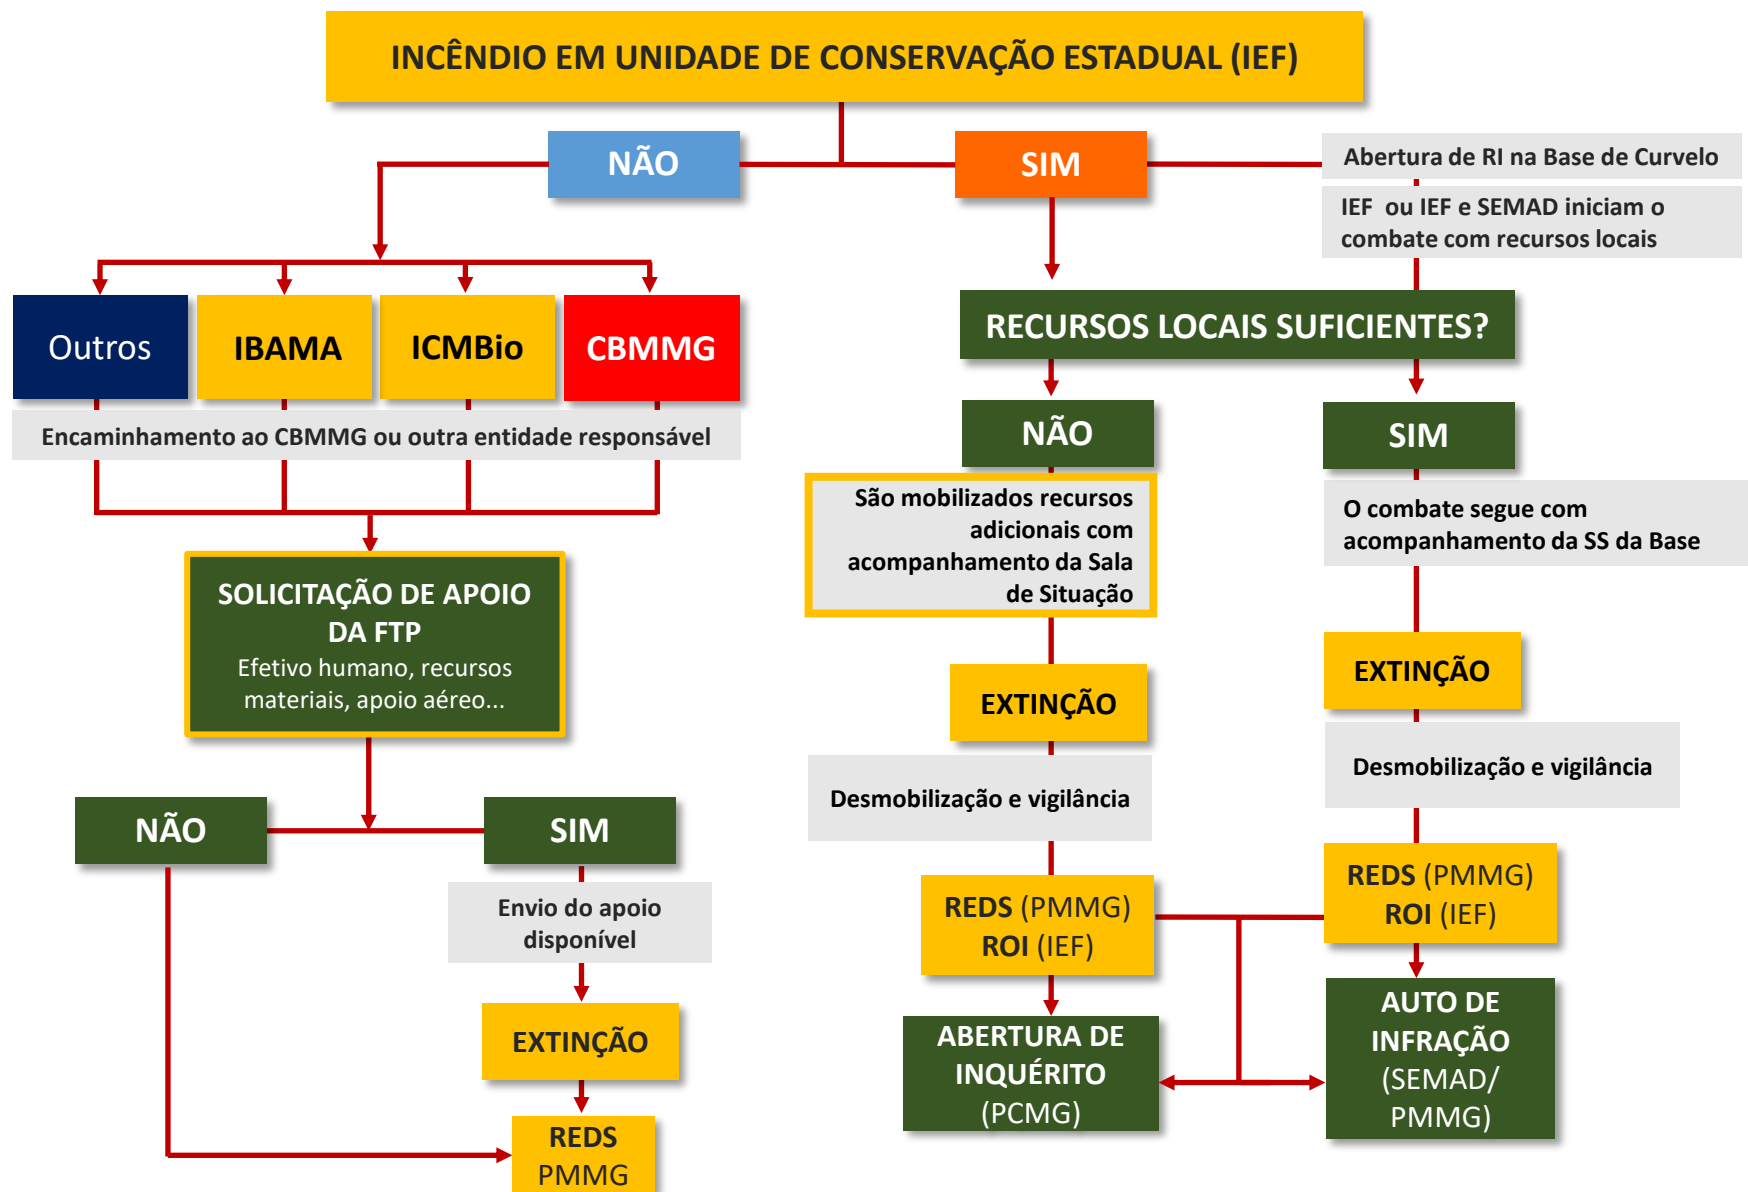 INCÊNDIO EM UNIDADE DE CONSERVAÇÃO ESTADUAL (IEF)
NÃO
SIM
Abertura de RI na Base de Curvelo
IEF ou IEF e SEMAD iniciam o
combate com recursos locais
Outros
IBAMA
ICMBio
CBMMG
Encaminhamento ao CBMMG ou outra entidade responsável
SOLICITAÇÃO DE APOIO
DA FTP
Efetivo humano, recursos
materiais, apoio aéreo...
NÃO
SIM
Envio do apoio
disponível
EXTINÇÃO
REDS
PMMG
RECURSOS LOCAIS SUFICIENTES?
NÃO
São mobilizados recursos
adicionais com
acompanhamento da Sala
de Situação
EXTINÇÃO
Desmobilização e vigilância
REDS (PMMG)
ROI (IEF)
ABERTURA DE
INQUÉRITO
(PCMG)
SIM
O combate segue com
acompanhamento da SS da Base
EXTINÇÃO
Desmobilização e vigilância
REDS (PMMG)
ROI (IEF)
AUTO DE
INFRAÇÃO
(SEMAD/
PMMG)